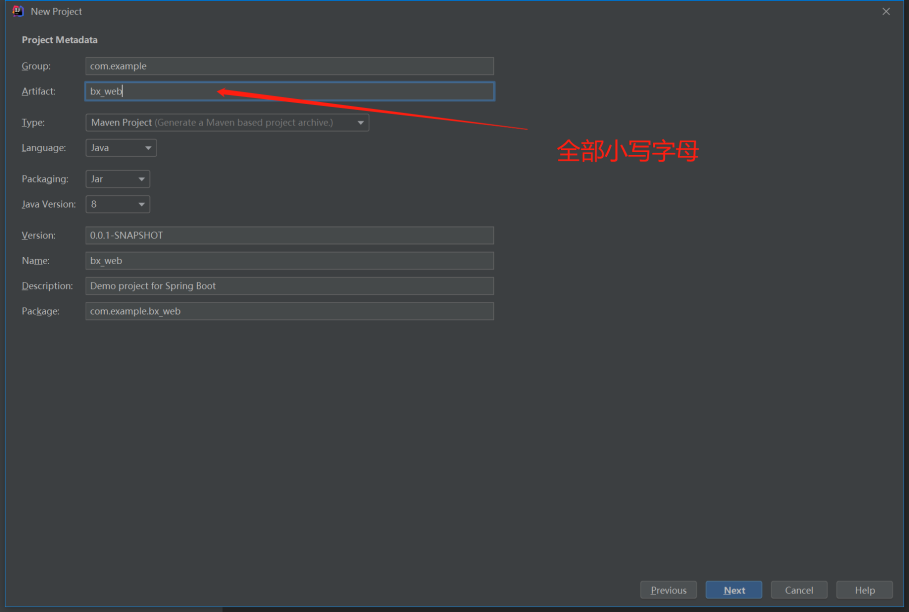 New Project
Project Metadata
Group: com.example
Artifact: bx_web
全部小写字母
Type: Maven Project (Generate a Maven based project archive.)
Language: Java
Packaging: Jar
Java Version: 8
Version: 0.0.1-SNAPSHOT
Name: bx_web
Description: Demo project for Spring Boot
Package: com.example.bx_web
Previous Next Cancel Help